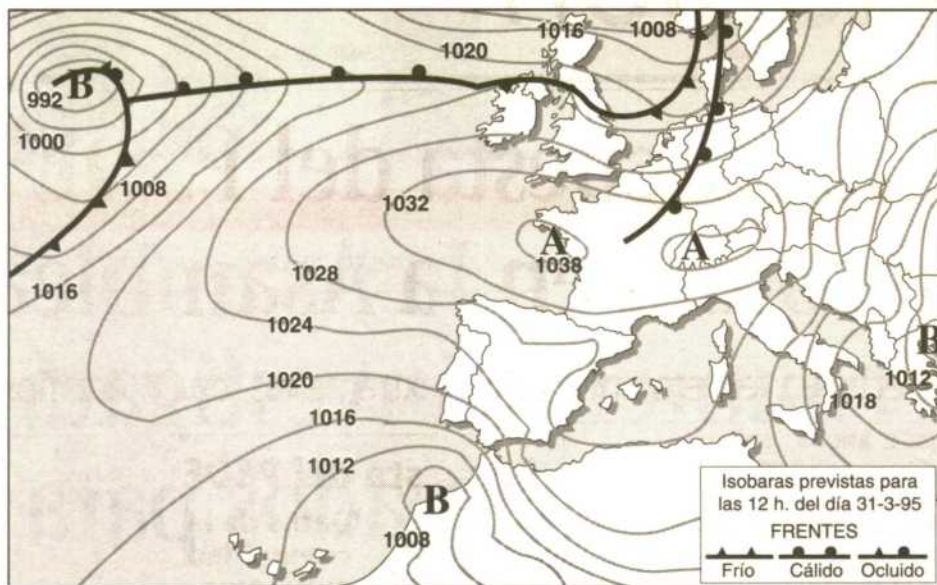 1020
1016
1008
B
992
1000
1008
1032
A
A
1038
1016
1028
1024
B
1012
1020
1018
1016
1012
B
1008
Isobaras previstas para
las 12 h. del día 31-3-95
FRENTES
Frío Cálido Ocluido